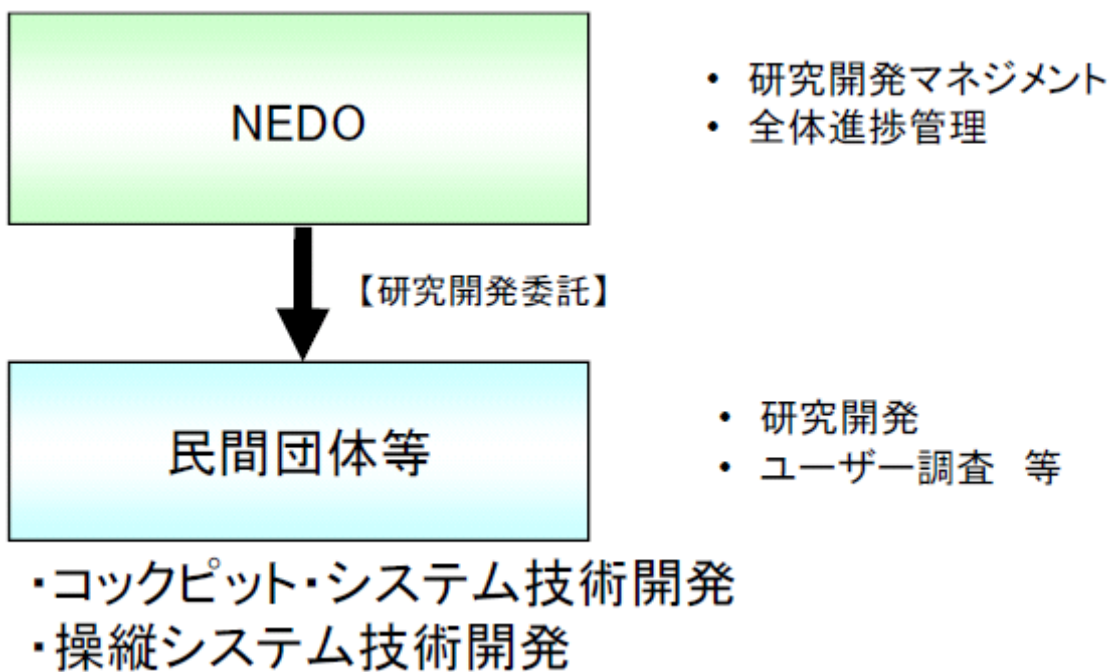 NEDO
• 研究開発マネジメント
• 全体進捗管理
【研究開発委託】
民間団体等
• 研究開発
• ユーザー調査　等
・コックピット・システム技術開発
・操縦システム技術開発